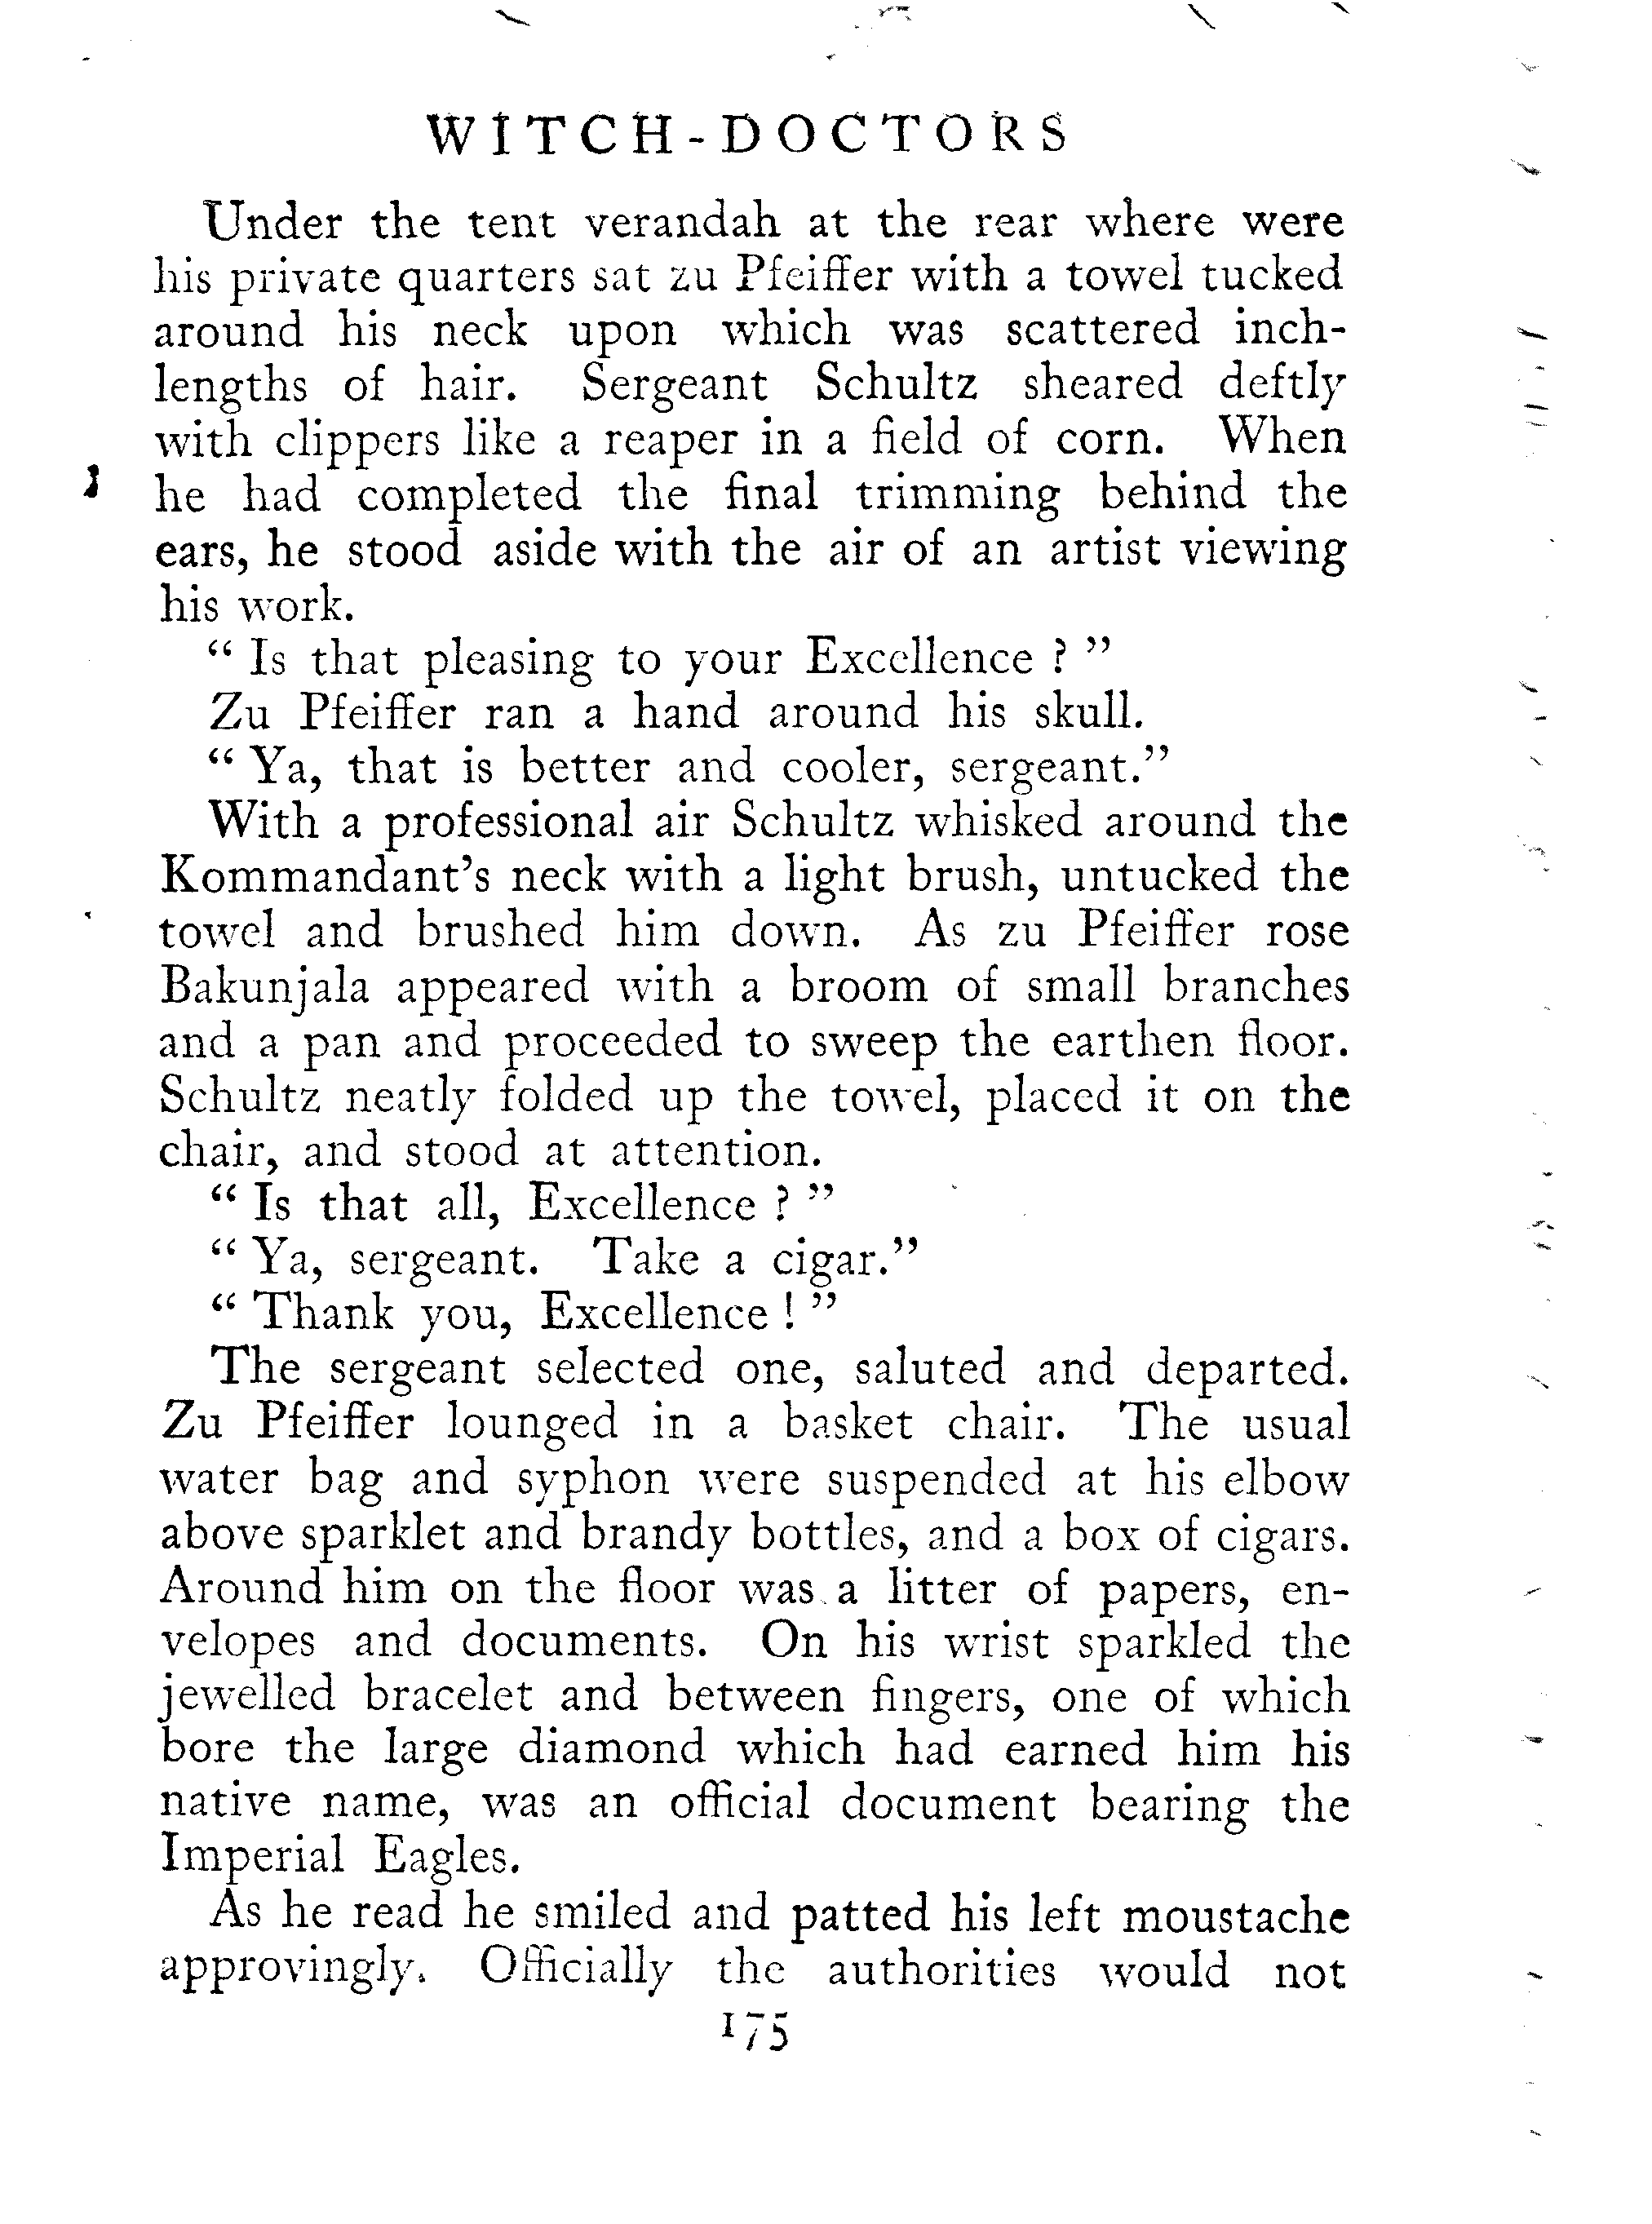 WITCH-DOCTORS
Under the tent verandah at the rear where were
his private quarters sat zu Pfeiffer with a towel tucked
around his neck upon which was scattered inch-
lengths of hair. Sergeant Schultz sheared deftly
with clippers like a reaper in a field of corn. When
he had completed the final trimming behind the
ears, he stood aside with the air of an artist viewing
his work.
“ Is that pleasing to your Excellence ? ”
Zu Pfeiffer ran a hand around his skull.
“ Ya, that is better and cooler, sergeant.”
With a professional air Schultz whisked around the
Kommandant’s neck with a light brush, untucked the
towel and brushed him down. As zu Pfeiffer rose
Bakunjala appeared with a broom of small branches
and a pan and proceeded to sweep the earthen floor.
Schultz neatly folded up the towel, placed it on the
chair, and stood at attention.
“ Is that all, Excellence ? ”
“ Ya, sergeant. Take a cigar.”
“ Thank you, Excellence ! ”
The sergeant selected one, saluted and departed.
Zu Pfeiffer lounged in a basket chair. The usual
water bag and syphon were suspended at his elbow
above sparklet and brandy bottles, and a box of cigars.
Around him on the floor was a litter of papers, en-
velopes and documents. On his wrist sparkled the
jewelled bracelet and between fingers, one of which
bore the large diamond which had earned him his
native name, was an official document bearing the
Imperial Eagles.
As he read he smiled and patted his left moustache
approvingly. Officially the authorities would not
175